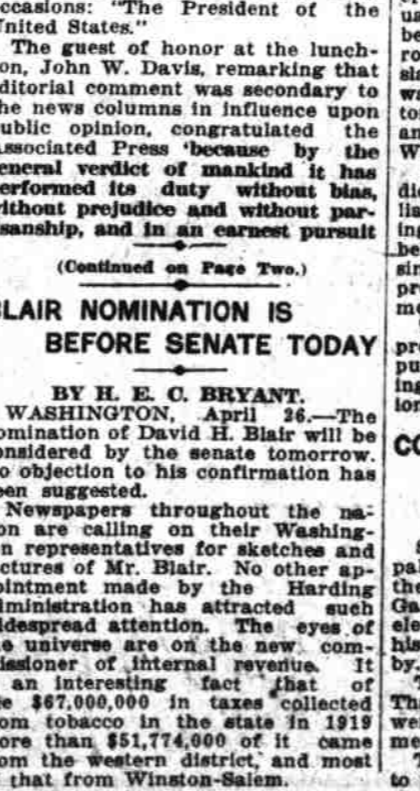 ccasions: "The President of the
nited States."
The guest of honor at the lunch-
on, John W. Davis, remarking that
ditorial comment was secondary to
he news columns in influence upon
ublic opinion, congratulated the
ssociated Press 'because by the
eneral verdict of mankind it has
erformed its duty without bias,
ithout prejudice and without par-
sanship, and in an earnest pursuit
(Continued on Page Two.)
LAIR NOMINATION IS
BEFORE SENATE TODAY
BY H. E. C. BRYANT.
WASHINGTON, April 26.—The
omination of David H. Blair will be
onsidered by the senate tomorrow.
o objection to his confirmation has
een suggested.
Newspapers throughout the na-
on are calling on their Washing-
n representatives for sketches and
ctures of Mr. Blair. No other ap-
ointment made by the Harding
dministration has attracted such
idespread attention. The eyes of
e universe are on the new com-
issioner of internal revenue. It
an interesting fact that of
e $67,000,000 in taxes collected
om tobacco in the state in 1919
ore than $51,774,000 of it came
om the western district, and most
that from Winston-Salem.